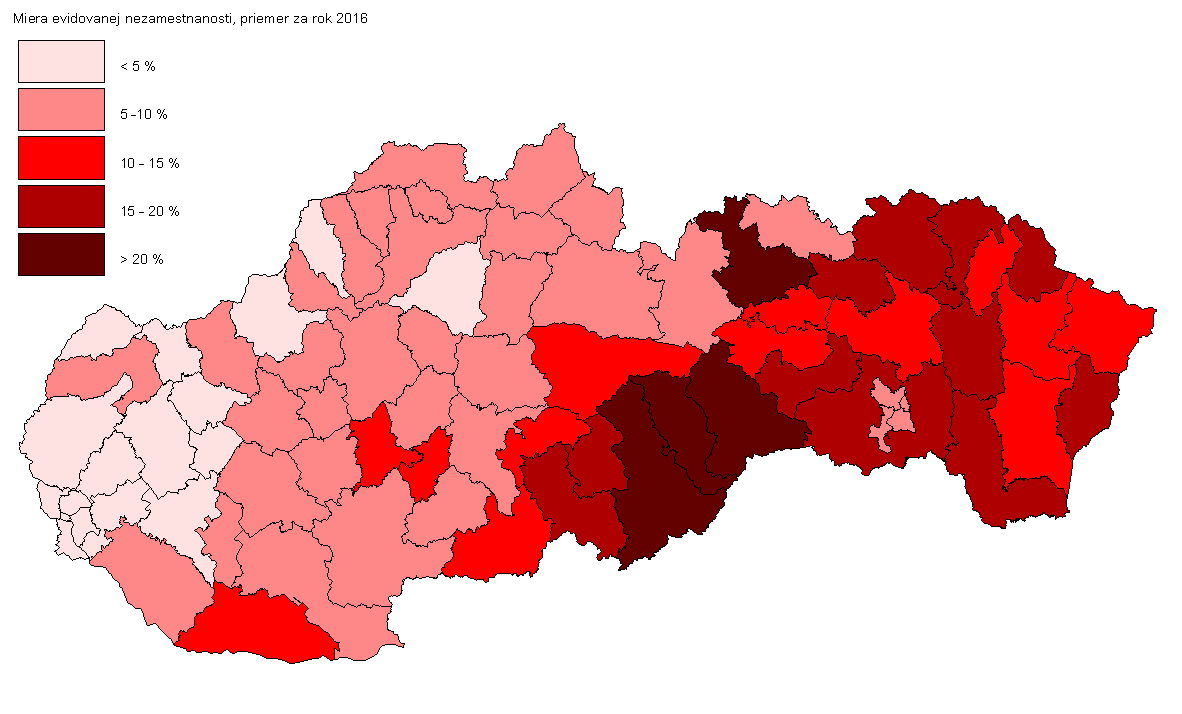 Miera evidovanej nezamestnanosti, priemer za rok 2016
< 5 %
5 -10 %
10 - 15 %
15 - 20 %
> 20 %